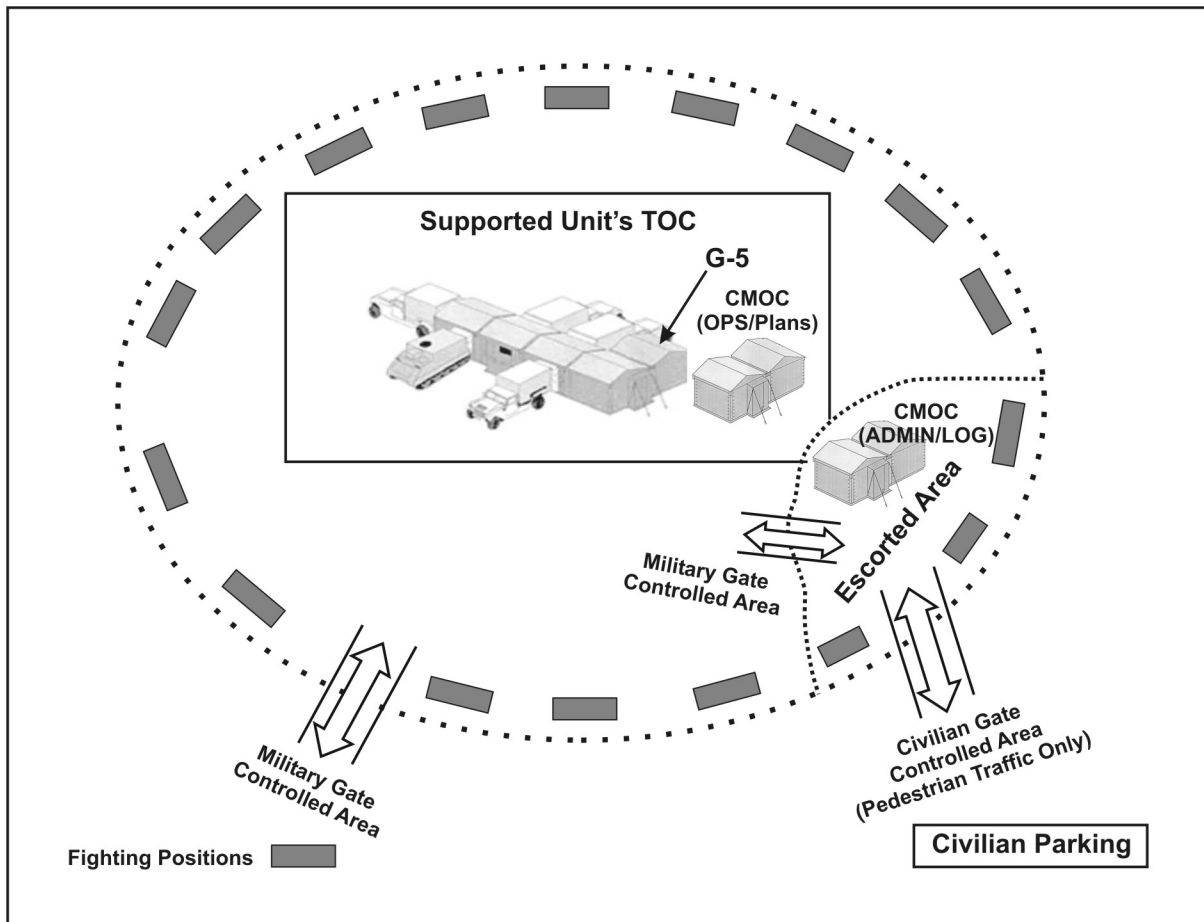 Supported Unit’s TOC
G-5
CMOC
(OPS/Plans)
CMOC
(ADMIN/LOG)
Escorted Area
Military Gate
Controlled Area
Military Gate
Controlled Area
Civilian Gate
Controlled Area
(Pedestrian Traffic Only)
Fighting Positions
Civilian Parking